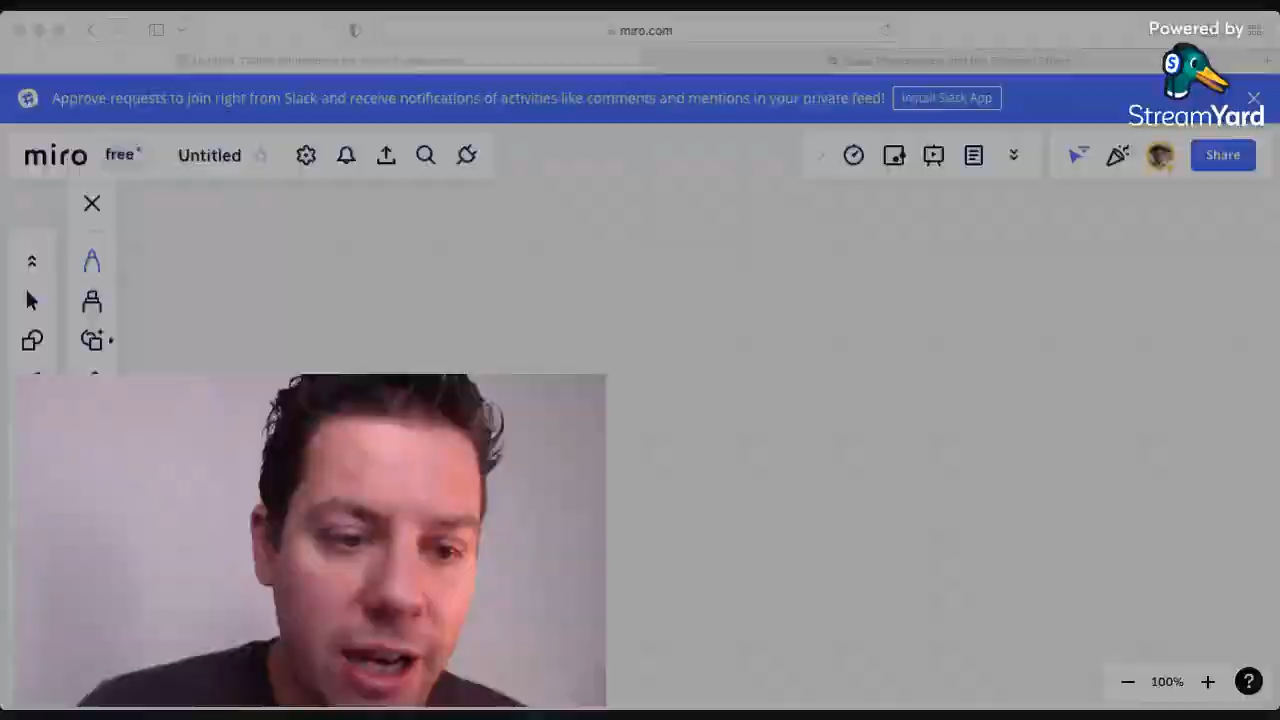 miro.com
Powered by
StreamYard
Approve requests to join right from Slack and receive notifications of activities like comments and mentions in your private feed!
Install Slack App
miro
free
Untitled
Share
100%
?